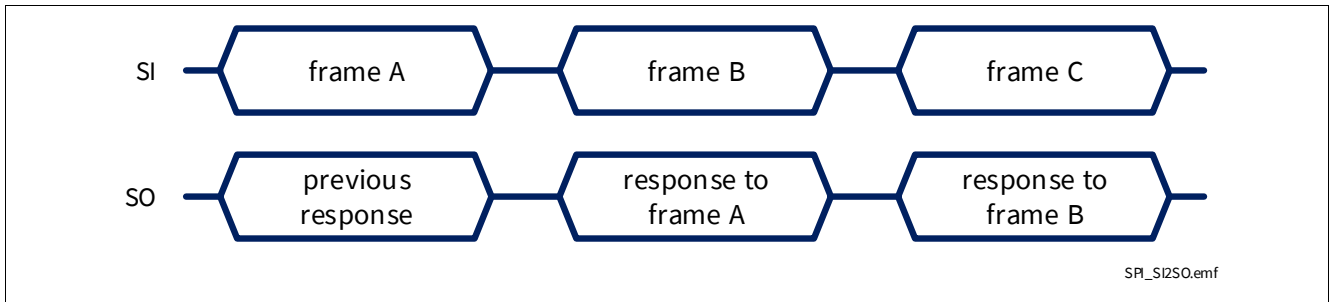 SI
frame A
frame B
frame C
SO
previous
response
response to
frame A
response to
frame B
SPI_SI2SO.emf